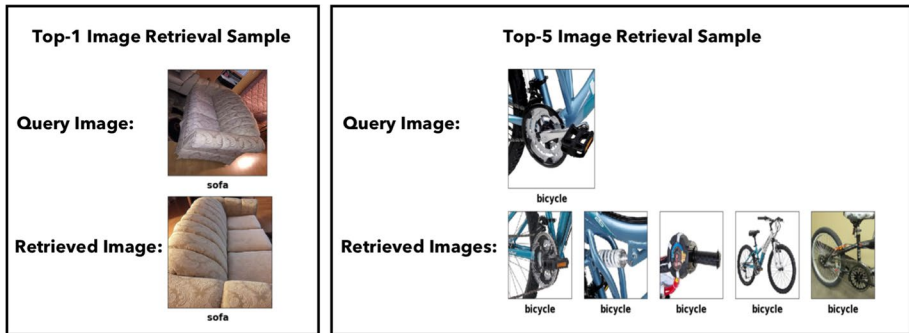 Top-1 Image Retrieval Sample
Query Image:
sofa
Retrieved Image:
sofa
Top-5 Image Retrieval Sample
Query Image:
bicycle
Retrieved Images:
bicycle bicycle bicycle bicycle bicycle